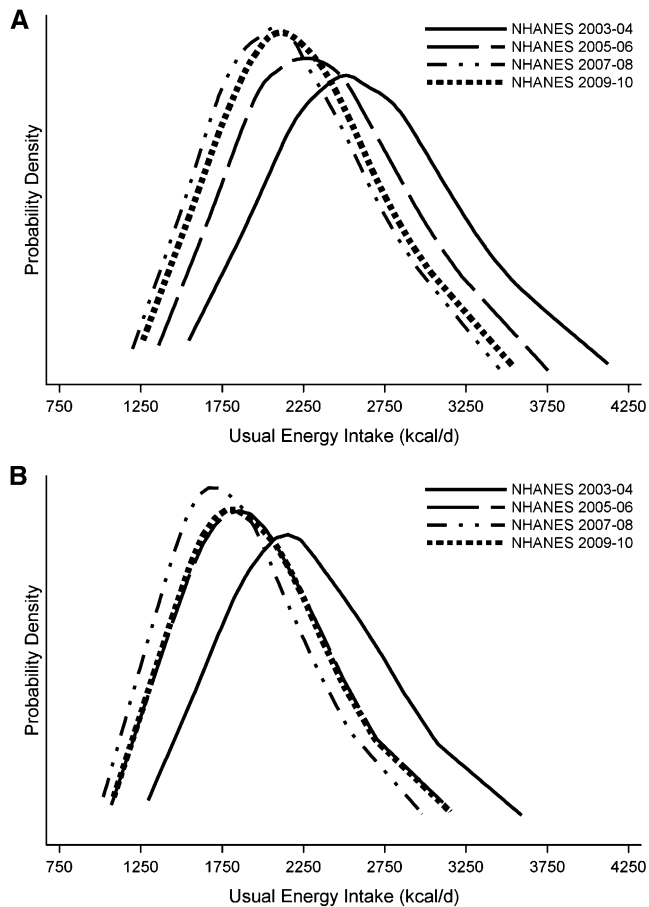 A
NHANES 2003-04
NHANES 2005-06
NHANES 2007-08
NHANES 2009-10
Probability Density
750 1250 1750 2250 2750 3250 3750 4250
Usual Energy Intake (kcal/d)
B
NHANES 2003-04
NHANES 2005-06
NHANES 2007-08
NHANES 2009-10
Probability Density
750 1250 1750 2250 2750 3250 3750 4250
Usual Energy Intake (kcal/d)